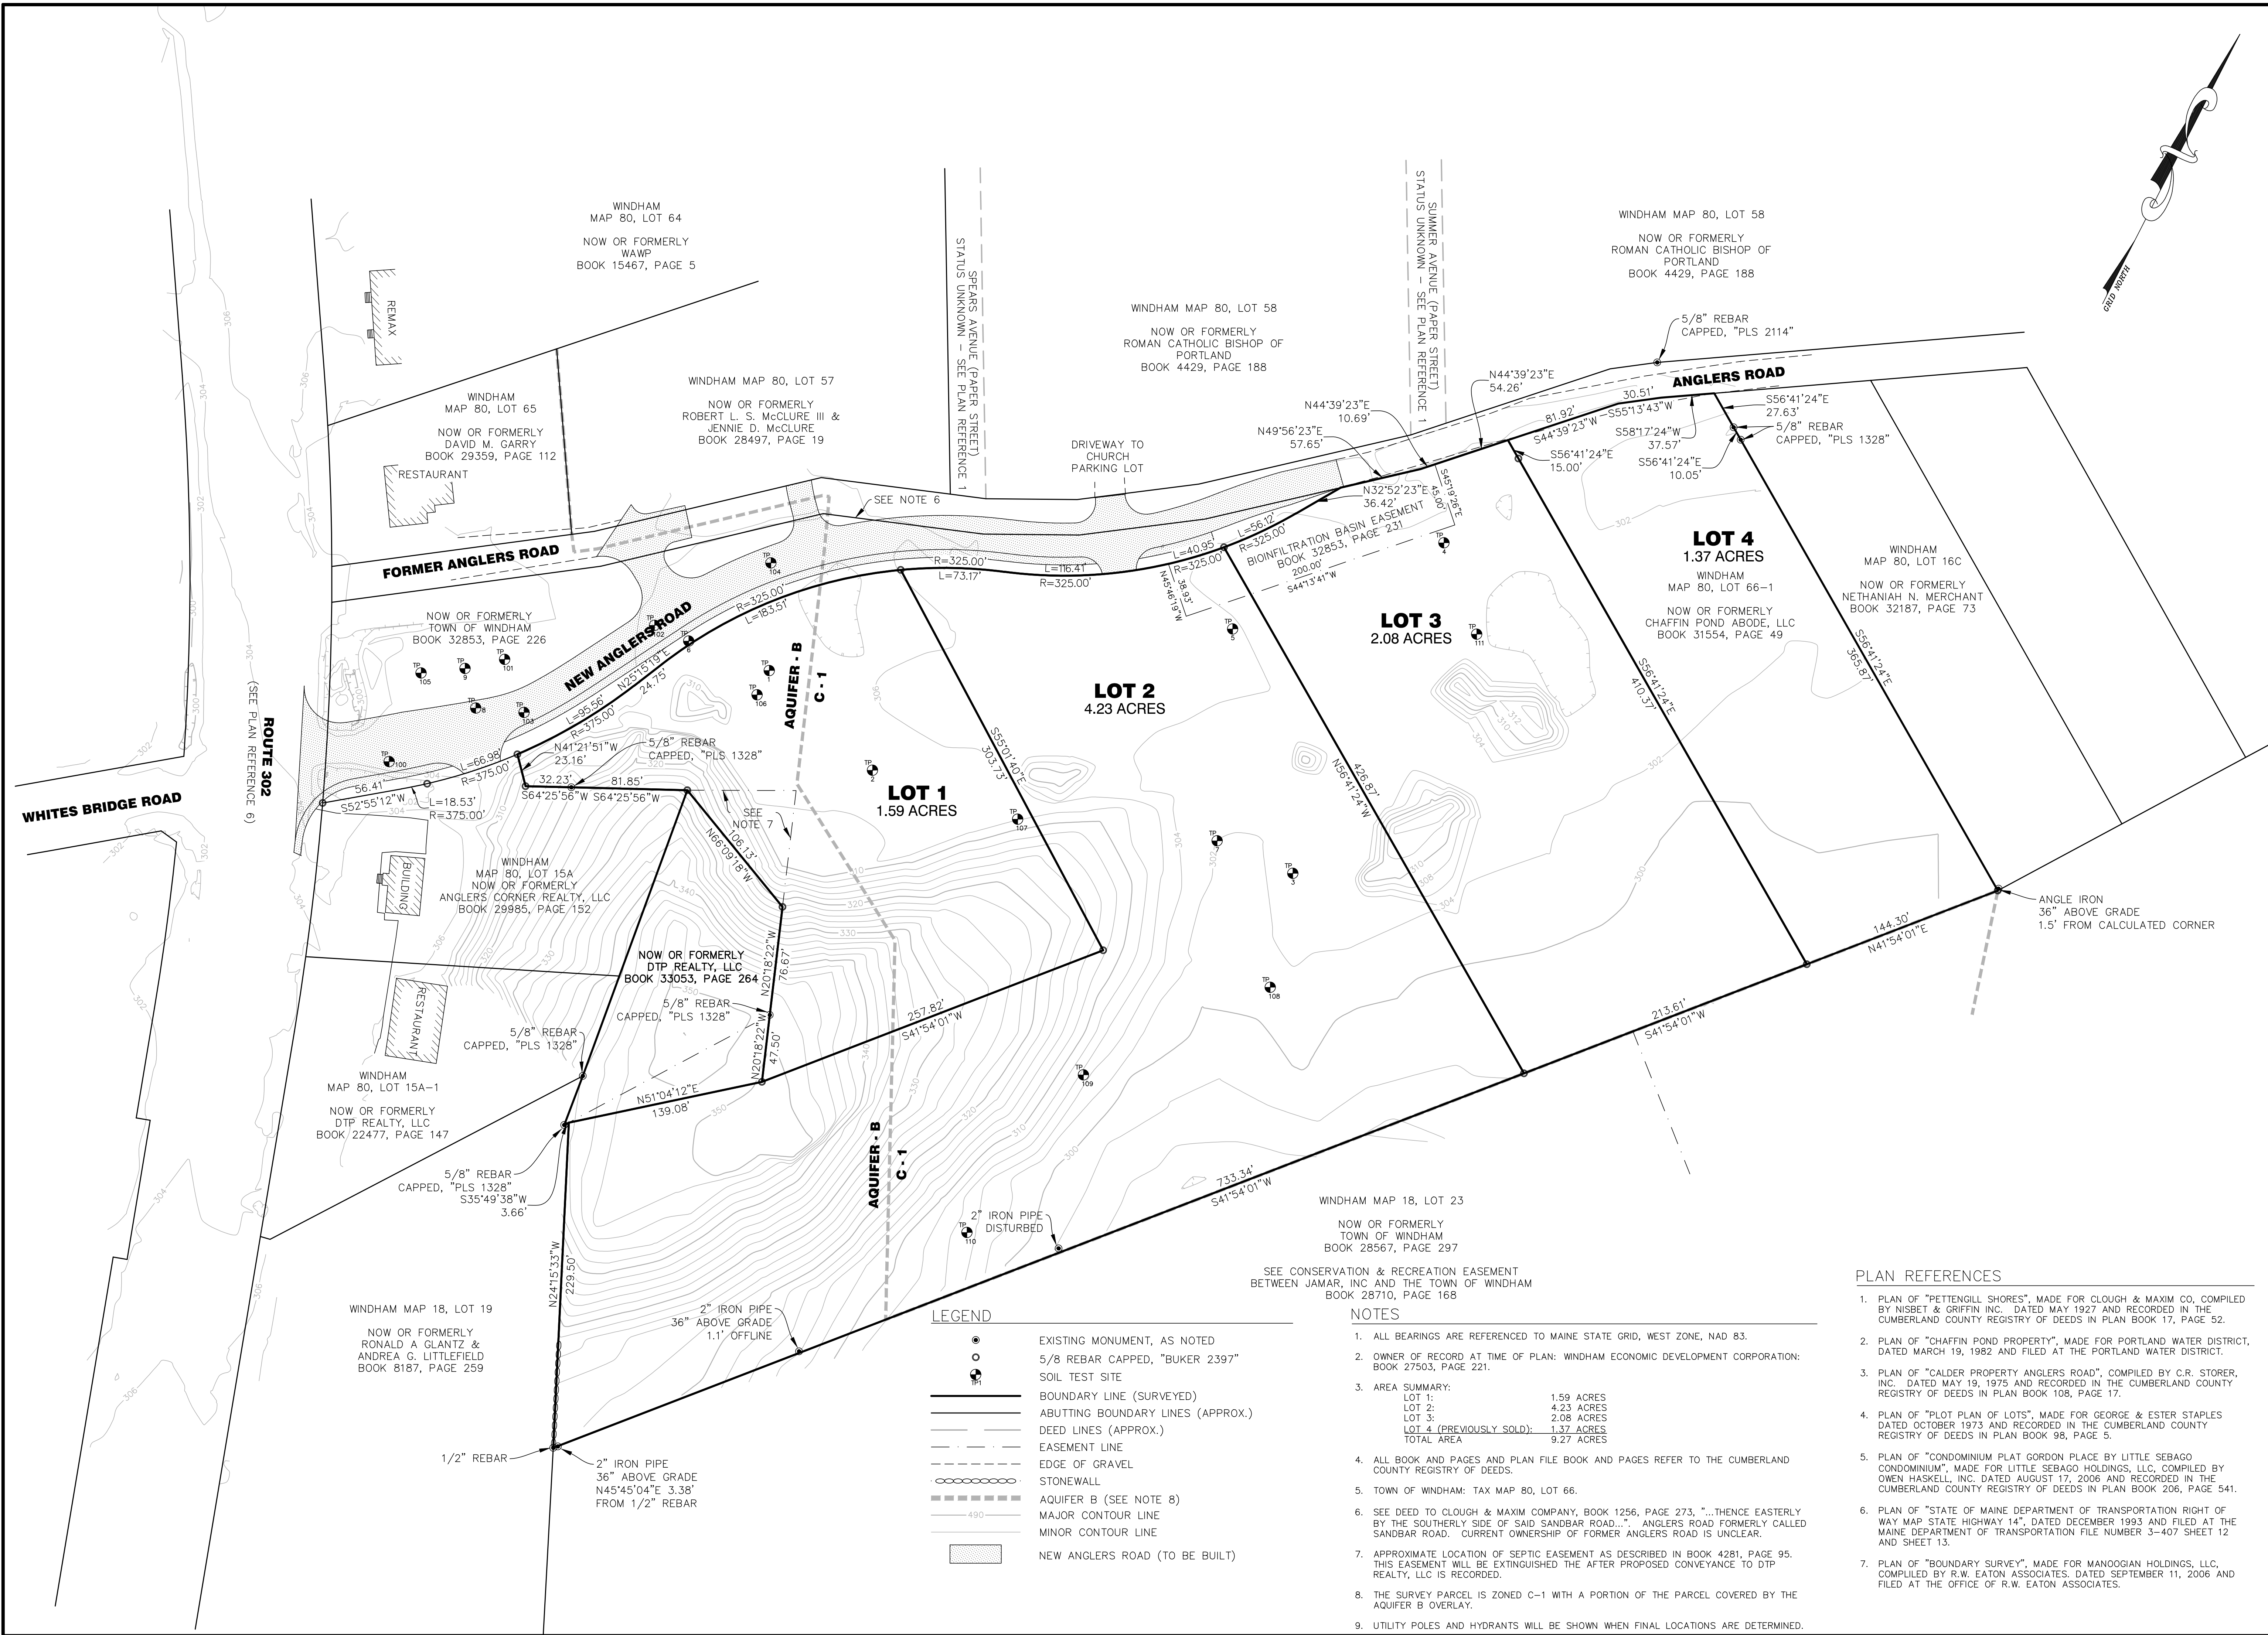 WINDHAM
MAP 80, LOT 64
NOW OR FORMERLY
WAWP
BOOK 15467, PAGE 5
REMAX
WINDHAM
MAP 80, LOT 65
NOW OR FORMERLY
DAVID M. GARRY
BOOK 29359, PAGE 112
RESTAURANT
WINDHAM MAP 80, LOT 57
NOW OR FORMERLY
ROBERT L. S. McCLURE III &
JENNIE D. McCLURE
BOOK 28497, PAGE 19
SPEARS AVENUE (PAPER STREET)
STATUS UNKNOWN – SEE PLAN REFERENCE 1
WINDHAM MAP 80, LOT 58
NOW OR FORMERLY
ROMAN CATHOLIC BISHOP OF
PORTLAND
BOOK 4429, PAGE 188
DRIVEWAY TO
CHURCH
PARKING LOT
SUMMER AVENUE (PAPER STREET)
STATUS UNKNOWN – SEE PLAN REFERENCE 1
WINDHAM MAP 80, LOT 58
NOW OR FORMERLY
ROMAN CATHOLIC BISHOP OF
PORTLAND
BOOK 4429, PAGE 188
GRID NORTH
5/8" REBAR
CAPPED, "PLS 2114"
ANGLERS ROAD
N44°39'23"E
54.26'
N44°39'23"E
10.69'
N49°56'23"E
57.65'
N32°52'23"E
36.42'
S45°19'26"E
45.00'
81.92'
S44°39'23"W
30.51'
S55°13'43"W
S58°17'24"W
37.57'
S56°41'24"E
27.63'
5/8" REBAR
CAPPED, "PLS 1328"
S56°41'24"E
10.05'
S56°41'24"E
15.00'
SEE NOTE 6
FORMER ANGLERS ROAD
NEW ANGLERS ROAD
NOW OR FORMERLY
TOWN OF WINDHAM
BOOK 32853, PAGE 226
R=325.00'
L=183.51'
N25°15'19"E
24.75'
L=95.56'
R=375.00'
L=66.98'
R=375.00'
R=325.00'
L=73.17'
L=116.41'
R=325.00'
L=40.95'
R=325.00'
L=56.12'
R=325.00'
BIOINFILTRATION BASIN EASEMENT
BOOK 32853, PAGE 231
200.00'
S44°13'41"W
N45°46'19"W
38.93'
56.41'
S52°55'12"W
L=18.53'
R=375.00'
N41°21'51"W
23.16'
5/8" REBAR
CAPPED, "PLS 1328"
32.23'
S64°25'56"W
81.85'
S64°25'56"W
SEE
NOTE 7
AQUIFER - B
C - 1
LOT 1
1.59 ACRES
LOT 2
4.23 ACRES
LOT 3
2.08 ACRES
LOT 4
1.37 ACRES
WINDHAM
MAP 80, LOT 66–1
NOW OR FORMERLY
CHAFFIN POND ABODE, LLC
BOOK 31554, PAGE 49
WINDHAM
MAP 80, LOT 16C
NOW OR FORMERLY
NETHANIAH N. MERCHANT
BOOK 32187, PAGE 73
S55°01'40"E
303.73'
426.87'
N56°41'24"W
S56°41'24"E
410.37'
S56°41'24"E
365.87'
ROUTE 302
(SEE PLAN REFERENCE 6)
WHITES BRIDGE ROAD
BUILDING
WINDHAM
MAP 80, LOT 15A
NOW OR FORMERLY
ANGLERS CORNER REALTY, LLC
BOOK 29985, PAGE 152
106.13'
N66°09'18"W
NOW OR FORMERLY
DTP REALTY, LLC
BOOK 33053, PAGE 264
N20°18'22"W
76.67'
5/8" REBAR
CAPPED, "PLS 1328"
N20°18'22"W
47.50'
257.82'
S41°54'01"W
RESTAURANT
5/8" REBAR
CAPPED, "PLS 1328"
WINDHAM
MAP 80, LOT 15A–1
NOW OR FORMERLY
DTP REALTY, LLC
BOOK 22477, PAGE 147
N51°04'12"E
139.08'
5/8" REBAR
CAPPED, "PLS 1328"
S35°49'38"W
3.66'
AQUIFER - B
C - 1
ANGLE IRON
36" ABOVE GRADE
1.5' FROM CALCULATED CORNER
144.30'
N41°54'01"E
213.61'
S41°54'01"W
733.34'
S41°54'01"W
2" IRON PIPE
DISTURBED
N24°15'33"W
229.50'
WINDHAM MAP 18, LOT 19
NOW OR FORMERLY
RONALD A GLANTZ &
ANDREA G. LITTLEFIELD
BOOK 8187, PAGE 259
2" IRON PIPE
36" ABOVE GRADE
1.1' OFFLINE
1/2" REBAR
2" IRON PIPE
36" ABOVE GRADE
N45°45'04"E 3.38'
FROM 1/2" REBAR
WINDHAM MAP 18, LOT 23
NOW OR FORMERLY
TOWN OF WINDHAM
BOOK 28567, PAGE 297
SEE CONSERVATION & RECREATION EASEMENT
BETWEEN JAMAR, INC AND THE TOWN OF WINDHAM
BOOK 28710, PAGE 168
LEGEND
EXISTING MONUMENT, AS NOTED
5/8 REBAR CAPPED, "BUKER 2397"
TP1 SOIL TEST SITE
BOUNDARY LINE (SURVEYED)
ABUTTING BOUNDARY LINES (APPROX.)
DEED LINES (APPROX.)
EASEMENT LINE
EDGE OF GRAVEL
STONEWALL
AQUIFER B (SEE NOTE 8)
490 MAJOR CONTOUR LINE
MINOR CONTOUR LINE
NEW ANGLERS ROAD (TO BE BUILT)
NOTES
1. ALL BEARINGS ARE REFERENCED TO MAINE STATE GRID, WEST ZONE, NAD 83.
2. OWNER OF RECORD AT TIME OF PLAN: WINDHAM ECONOMIC DEVELOPMENT CORPORATION:
BOOK 27503, PAGE 221.
3. AREA SUMMARY:
LOT 1: 1.59 ACRES
LOT 2: 4.23 ACRES
LOT 3: 2.08 ACRES
LOT 4 (PREVIOUSLY SOLD): 1.37 ACRES
TOTAL AREA 9.27 ACRES
4. ALL BOOK AND PAGES AND PLAN FILE BOOK AND PAGES REFER TO THE CUMBERLAND
COUNTY REGISTRY OF DEEDS.
5. TOWN OF WINDHAM: TAX MAP 80, LOT 66.
6. SEE DEED TO CLOUGH & MAXIM COMPANY, BOOK 1256, PAGE 273, "...THENCE EASTERLY
BY THE SOUTHERLY SIDE OF SAID SANDBAR ROAD...". ANGLERS ROAD FORMERLY CALLED
SANDBAR ROAD. CURRENT OWNERSHIP OF FORMER ANGLERS ROAD IS UNCLEAR.
7. APPROXIMATE LOCATION OF SEPTIC EASEMENT AS DESCRIBED IN BOOK 4281, PAGE 95.
THIS EASEMENT WILL BE EXTINGUISHED THE AFTER PROPOSED CONVEYANCE TO DTP
REALTY, LLC IS RECORDED.
8. THE SURVEY PARCEL IS ZONED C–1 WITH A PORTION OF THE PARCEL COVERED BY THE
AQUIFER B OVERLAY.
9. UTILITY POLES AND HYDRANTS WILL BE SHOWN WHEN FINAL LOCATIONS ARE DETERMINED.
PLAN REFERENCES
1. PLAN OF "PETTENGILL SHORES", MADE FOR CLOUGH & MAXIM CO, COMPILED
BY NISBET & GRIFFIN INC. DATED MAY 1927 AND RECORDED IN THE
CUMBERLAND COUNTY REGISTRY OF DEEDS IN PLAN BOOK 17, PAGE 52.
2. PLAN OF "CHAFFIN POND PROPERTY", MADE FOR PORTLAND WATER DISTRICT,
DATED MARCH 19, 1982 AND FILED AT THE PORTLAND WATER DISTRICT.
3. PLAN OF "CALDER PROPERTY ANGLERS ROAD", COMPILED BY C.R. STORER,
INC. DATED MAY 19, 1975 AND RECORDED IN THE CUMBERLAND COUNTY
REGISTRY OF DEEDS IN PLAN BOOK 108, PAGE 17.
4. PLAN OF "PLOT PLAN OF LOTS", MADE FOR GEORGE & ESTER STAPLES
DATED OCTOBER 1973 AND RECORDED IN THE CUMBERLAND COUNTY
REGISTRY OF DEEDS IN PLAN BOOK 98, PAGE 5.
5. PLAN OF "CONDOMINIUM PLAT GORDON PLACE BY LITTLE SEBAGO
CONDOMINIUM", MADE FOR LITTLE SEBAGO HOLDINGS, LLC, COMPILED BY
OWEN HASKELL, INC. DATED AUGUST 17, 2006 AND RECORDED IN THE
CUMBERLAND COUNTY REGISTRY OF DEEDS IN PLAN BOOK 206, PAGE 541.
6. PLAN OF "STATE OF MAINE DEPARTMENT OF TRANSPORTATION RIGHT OF
WAY MAP STATE HIGHWAY 14", DATED DECEMBER 1993 AND FILED AT THE
MAINE DEPARTMENT OF TRANSPORTATION FILE NUMBER 3–407 SHEET 12
AND SHEET 13.
7. PLAN OF "BOUNDARY SURVEY", MADE FOR MANOOGIAN HOLDINGS, LLC,
COMPLILED BY R.W. EATON ASSOCIATES. DATED SEPTEMBER 11, 2006 AND
FILED AT THE OFFICE OF R.W. EATON ASSOCIATES.